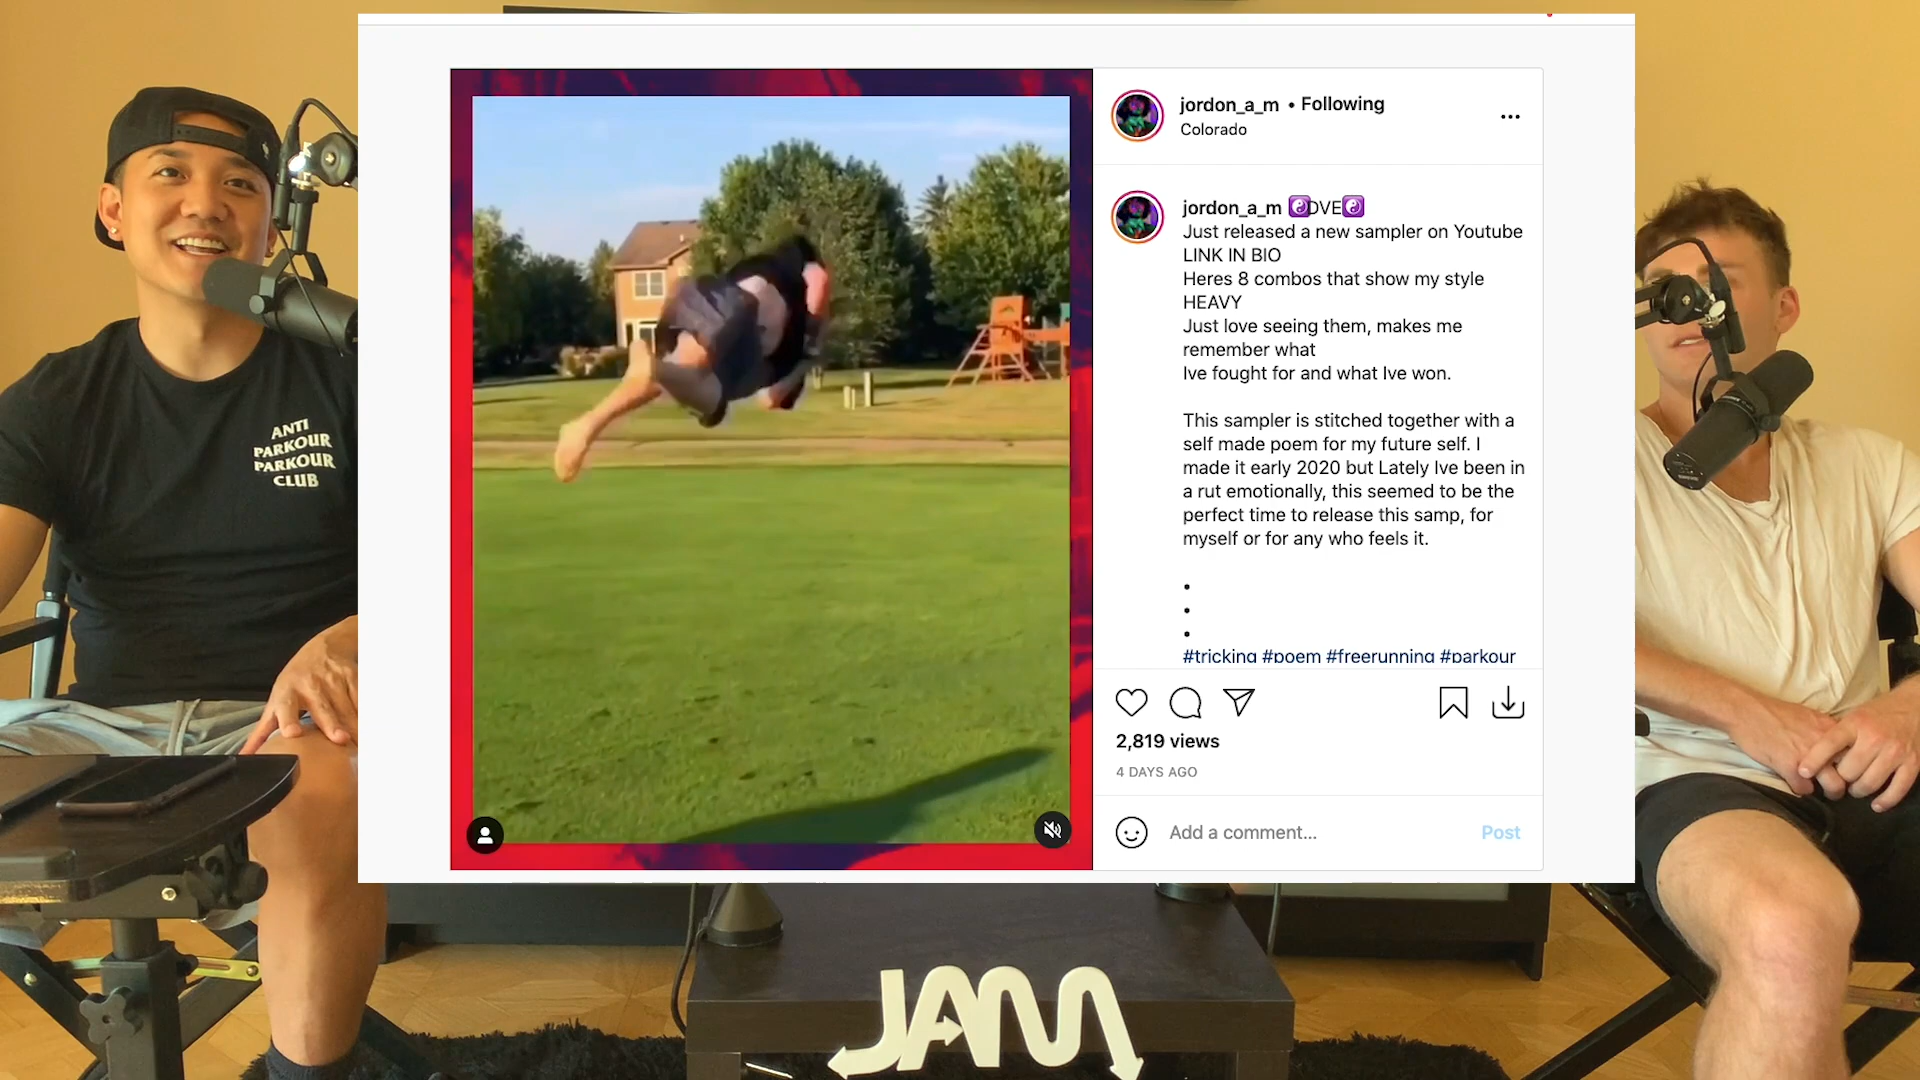 jordon_a_m • Following
Colorado
jordon_a_m ☯️OVE☯️
Just released a new sampler on Youtube
LINK IN BIO
Heres 8 combos that show my style
HEAVY
Just love seeing them, makes me
remember what
Ive fought for and what Ive won.
This sampler is stitched together with a
self made poem for my future self. I
made it early 2020 but Lately Ive been in
a rut emotionally, this seemed to be the
perfect time to release this samp, for
myself or for any who feels it.
•
•
•
#tricking #poem #freerunning #parkour
2,819 views
4 DAYS AGO
Add a comment... Post
ANTI
PARKOUR
PARKOUR
CLUB
JAM